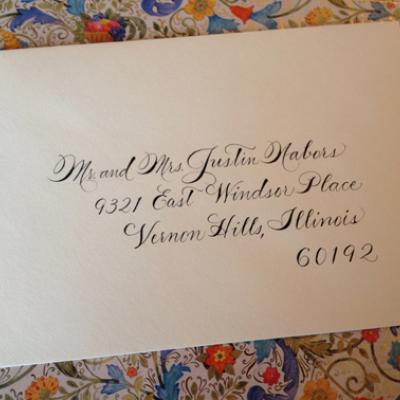 Mr. and Mrs. Justin Nabors
9321 East Windsor Place
Vernon Hills, Illinois
60192